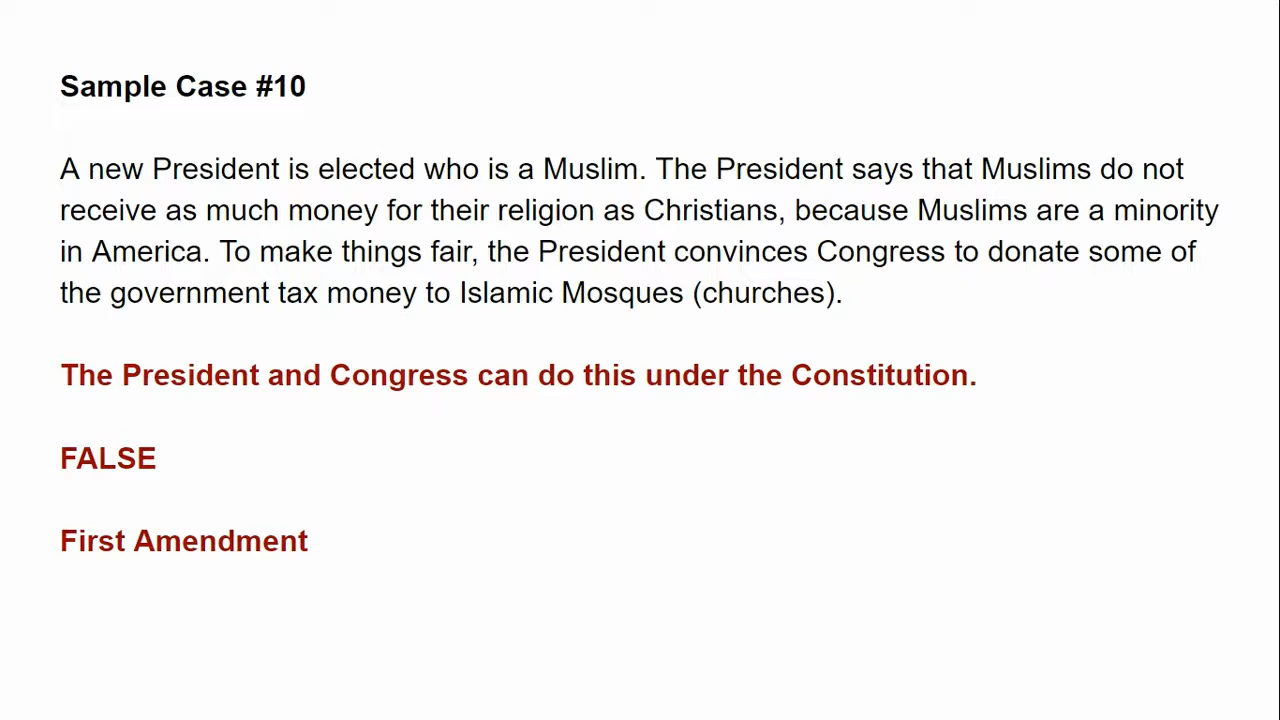 Sample Case #10
A new President is elected who is a Muslim. The President says that Muslims do not
receive as much money for their religion as Christians, because Muslims are a minority
in America. To make things fair, the President convinces Congress to donate some of
the government tax money to Islamic Mosques (churches).
The President and Congress can do this under the Constitution.
FALSE
First Amendment